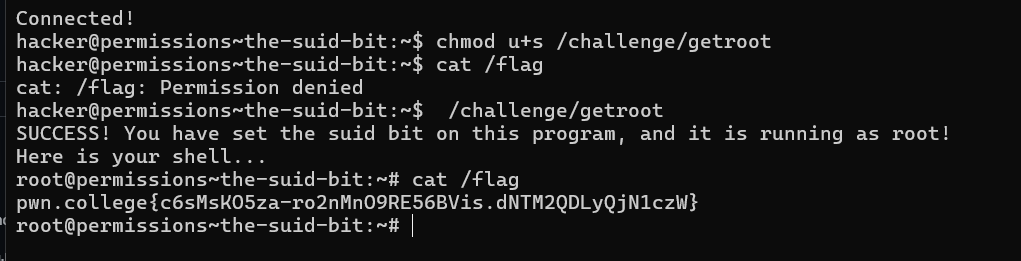 Connected!
hacker@permissions~the-suid-bit:~$ chmod u+s /challenge/getroot
hacker@permissions~the-suid-bit:~$ cat /flag
cat: /flag: Permission denied
hacker@permissions~the-suid-bit:~$  /challenge/getroot
SUCCESS! You have set the suid bit on this program, and it is running as root!
Here is your shell...
root@permissions~the-suid-bit:~# cat /flag
pwn.college{c6sMsKO5za-ro2nMnO9RE56BVis.dNTM2QDLyQjN1czW}
root@permissions~the-suid-bit:~#